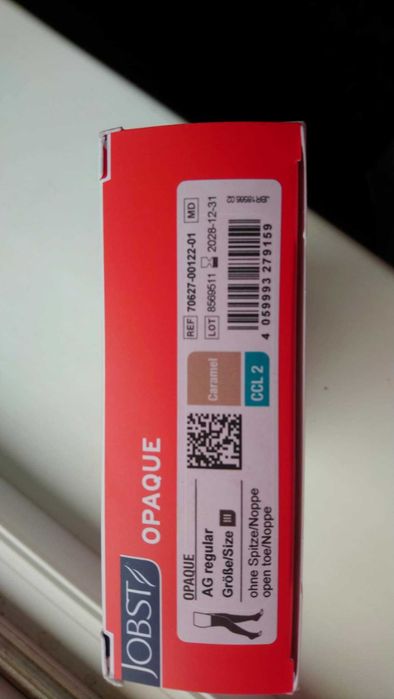 JOBST
OPAQUE
OPAQUE
AG regular
Größe/Size III
ohne Spitze/Noppe
open toe/Noppe
Caramel
CCL 2
REF 70627-00122-01 MD
LOT 8569511 2028-12-31
4 059993 279159